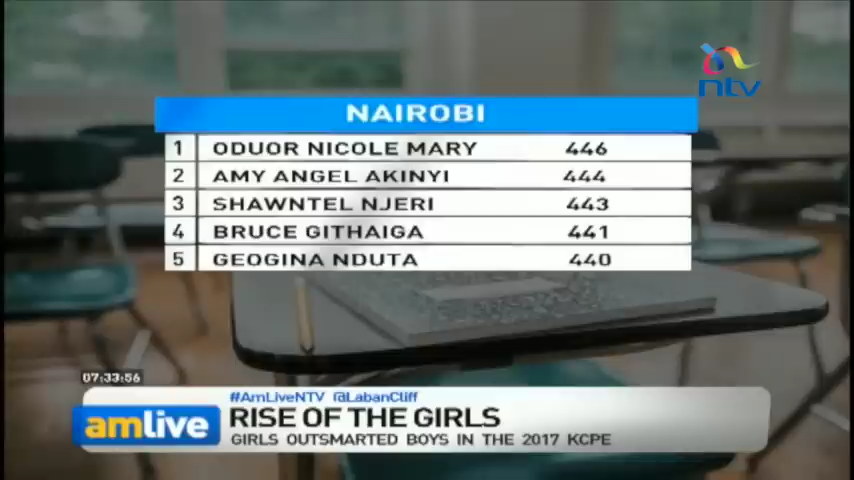 ntv
NAIROBI
1 ODUOR NICOLE MARY 446
2 AMY ANGEL AKINYI 444
3 SHAWNTEL NJERI 443
4 BRUCE GITHAIGA 441
5 GEOGINA NDUTA 440
07:33:56
#AmLiveNTV @LabanCliff
amlive RISE OF THE GIRLS
GIRLS OUTSMARTED BOYS IN THE 2017 KCPE